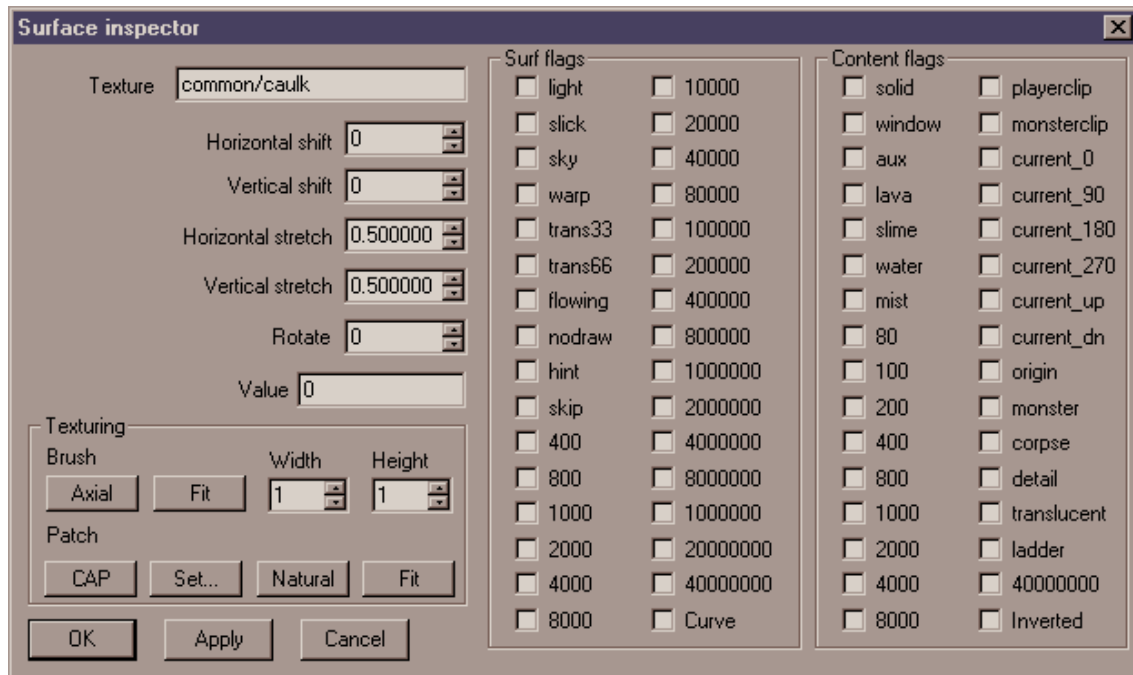 Surface inspector
Texture common/caulk
Horizontal shift 0
Vertical shift 0
Horizontal stretch 0.500000
Vertical stretch 0.500000
Rotate 0
Value 0
Texturing
Brush Width Height
Axial Fit 1 1
Patch
CAP Set... Natural Fit
OK Apply Cancel
Surf flags
light 10000
slick 20000
sky 40000
warp 80000
trans33 100000
trans66 200000
flowing 400000
nodraw 800000
hint 1000000
skip 2000000
400 4000000
800 8000000
1000 1000000
2000 20000000
4000 40000000
8000 Curve
Content flags
solid playerclip
window monsterclip
aux current_0
lava current_90
slime current_180
water current_270
mist current_up
80 current_dn
100 origin
200 monster
400 corpse
800 detail
1000 translucent
2000 ladder
4000 40000000
8000 Inverted